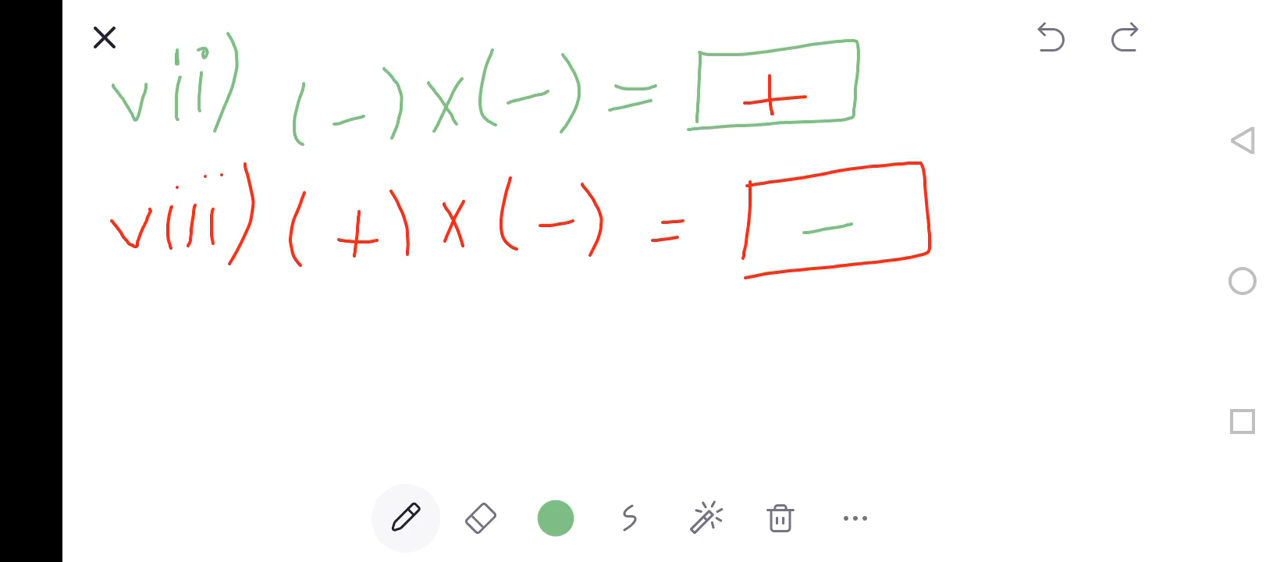 vii) (-) x (-) = +
viii) (+) x (-) = -